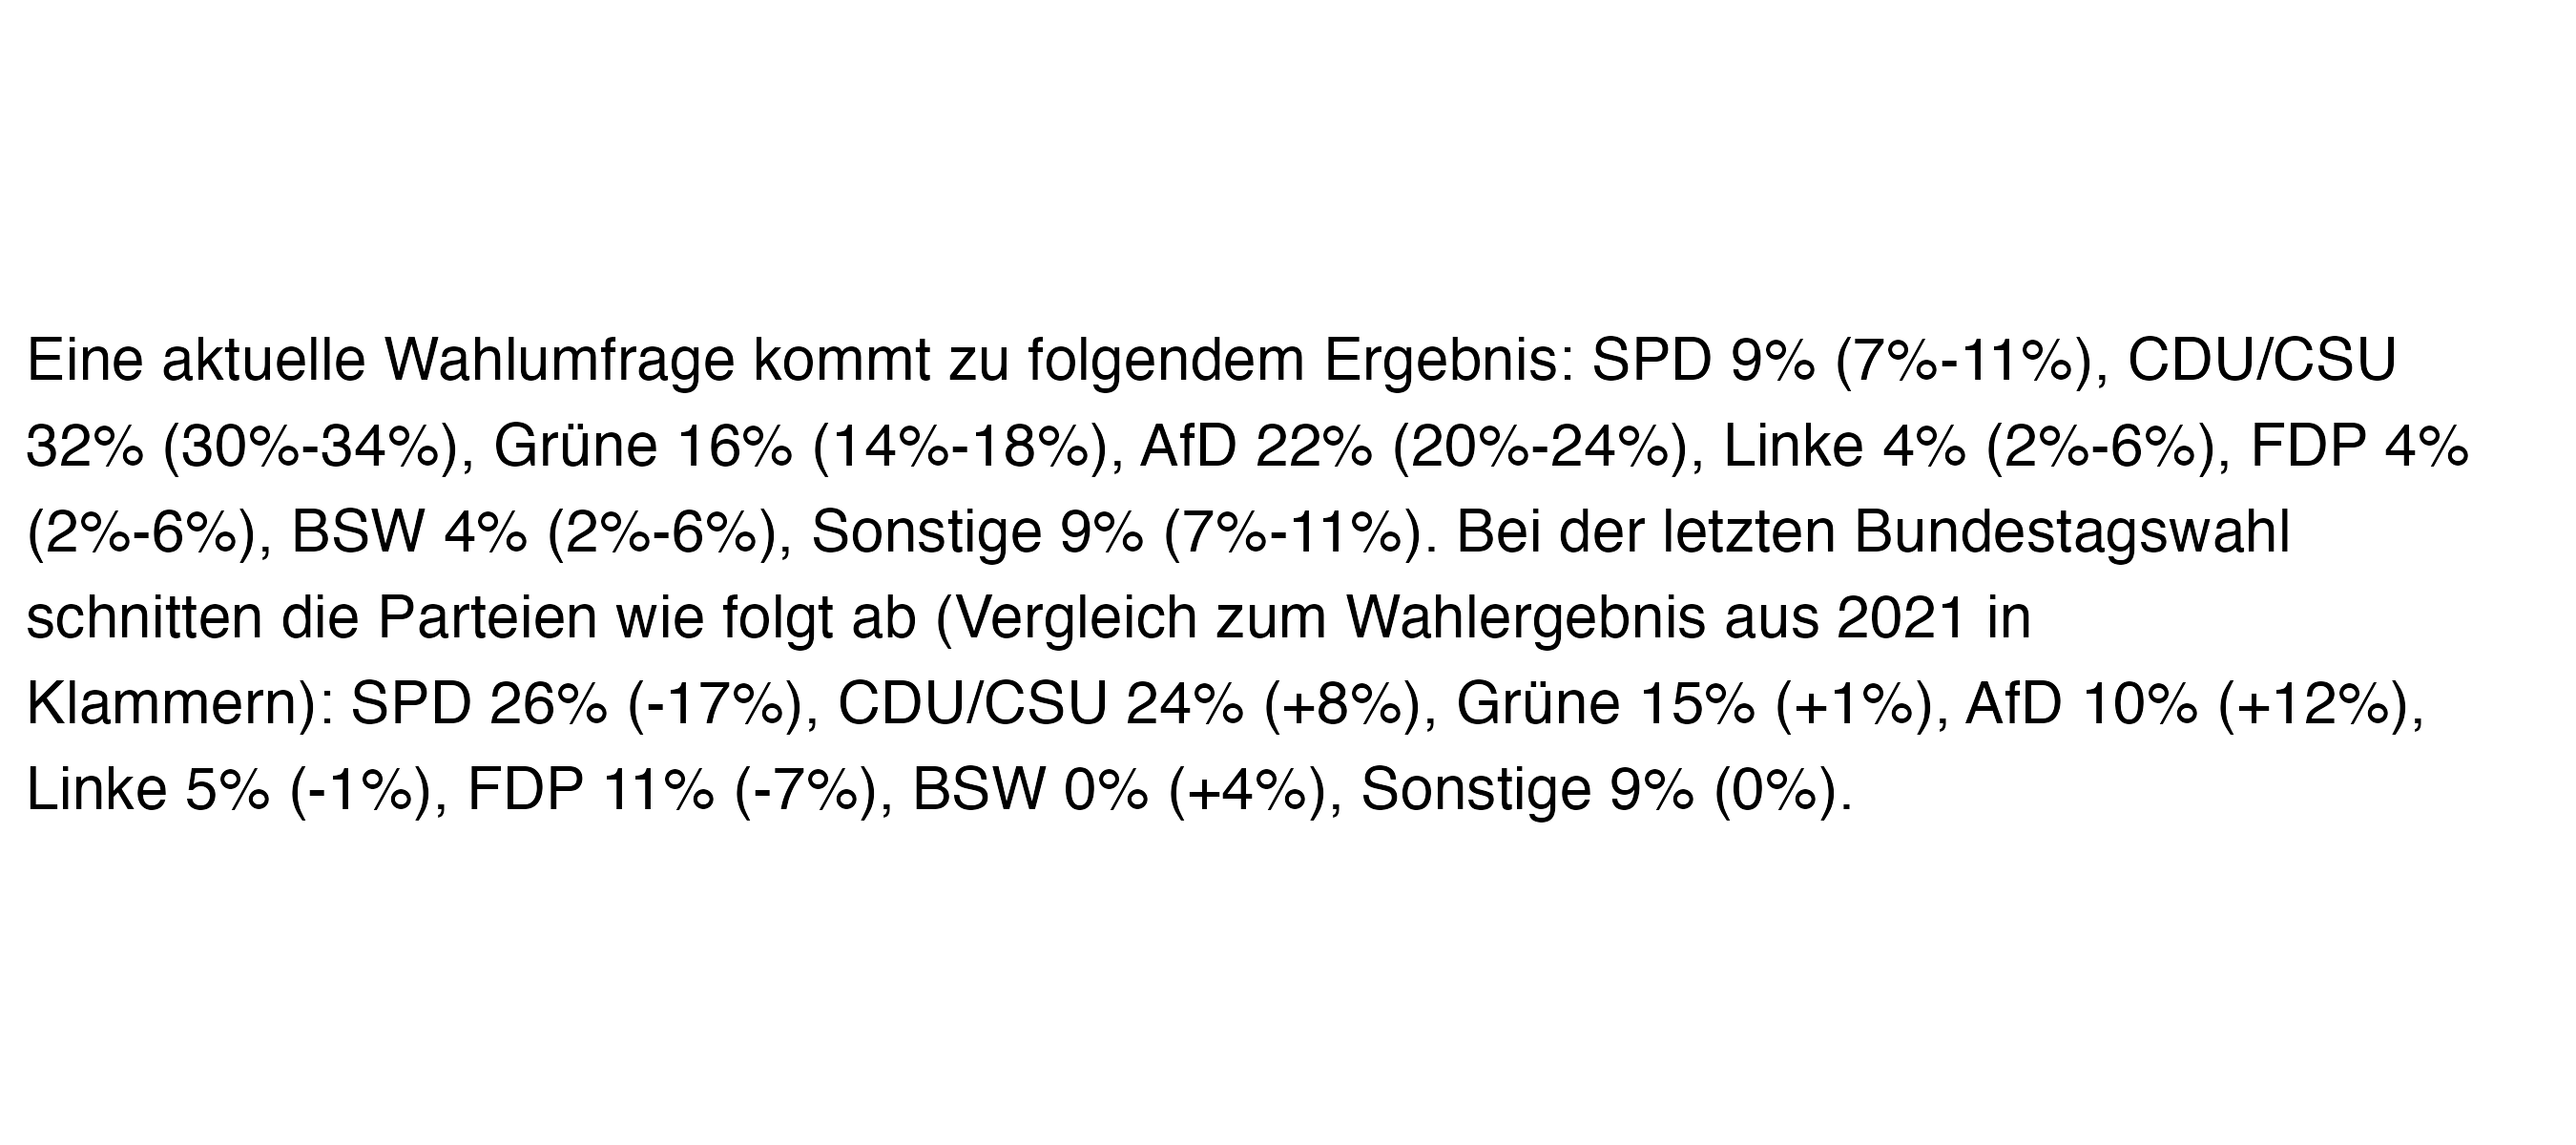 Eine aktuelle Wahlumfrage kommt zu folgendem Ergebnis: SPD 9% (7%-11%), CDU/CSU
32% (30%-34%), Grüne 16% (14%-18%), AfD 22% (20%-24%), Linke 4% (2%-6%), FDP 4%
(2%-6%), BSW 4% (2%-6%), Sonstige 9% (7%-11%). Bei der letzten Bundestagswahl
schnitten die Parteien wie folgt ab (Vergleich zum Wahlergebnis aus 2021 in
Klammern): SPD 26% (-17%), CDU/CSU 24% (+8%), Grüne 15% (+1%), AfD 10% (+12%),
Linke 5% (-1%), FDP 11% (-7%), BSW 0% (+4%), Sonstige 9% (0%).